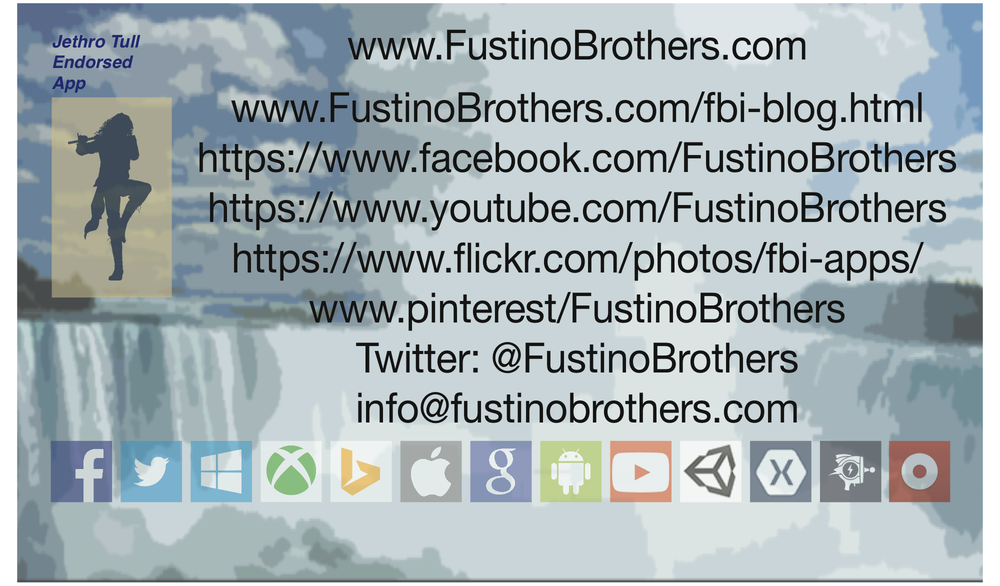 Jethro Tull
Endorsed
App
www.FustinoBrothers.com
www.FustinoBrothers.com/fbi-blog.html
https://www.facebook.com/FustinoBrothers
https://www.youtube.com/FustinoBrothers
https://www.flickr.com/photos/fbi-apps/
www.pinterest/FustinoBrothers
Twitter: @FustinoBrothers
info@fustinobrothers.com